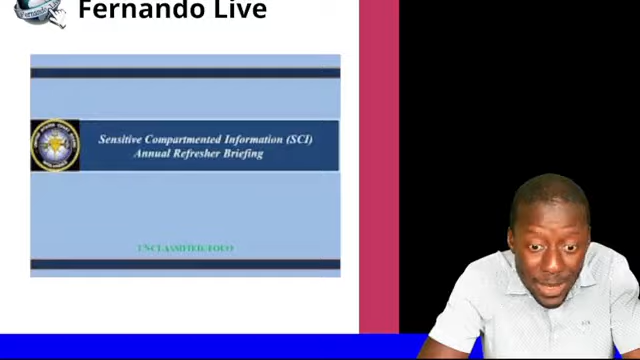 Fernando Live
Sensitive Compartmented Information (SCI)
Annual Refresher Briefing
UNCLASSIFIED/FOUO